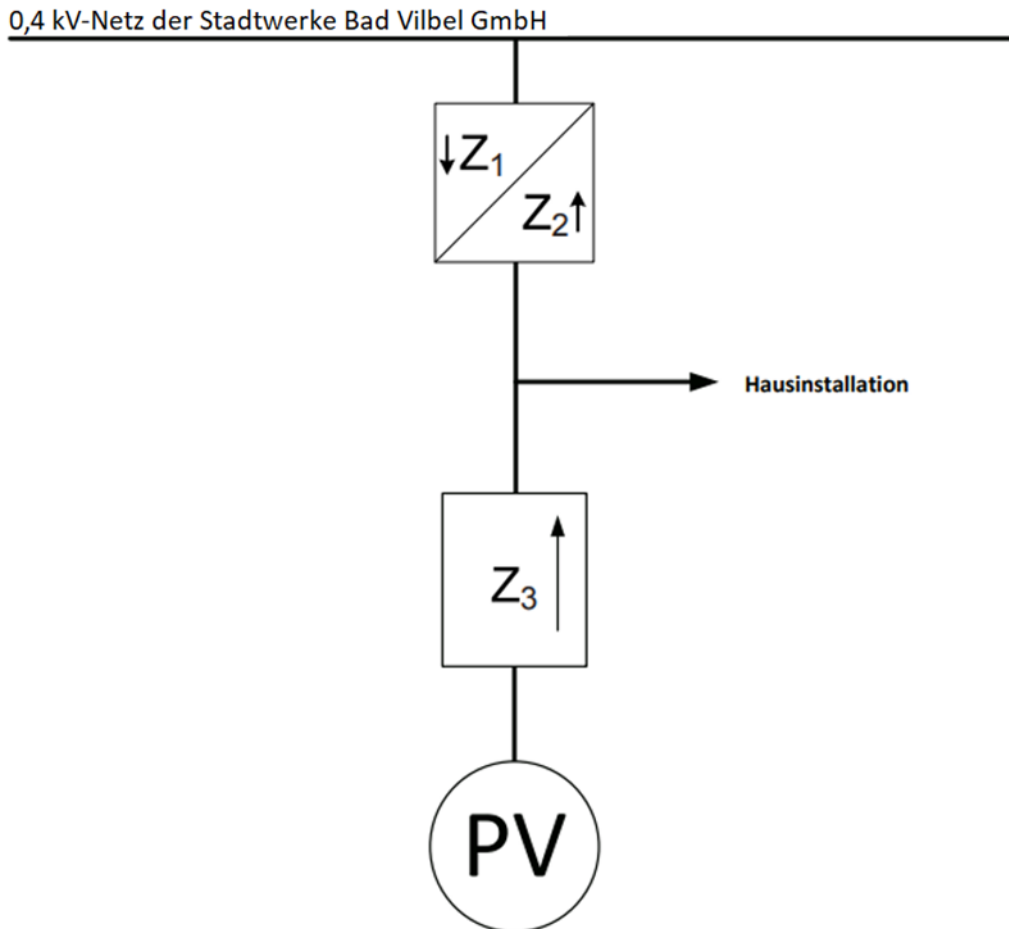 0,4 kV-Netz der Stadtwerke Bad Vilbel GmbH
↓Z₁
Z₂↑
Hausinstallation
Z₃
PV